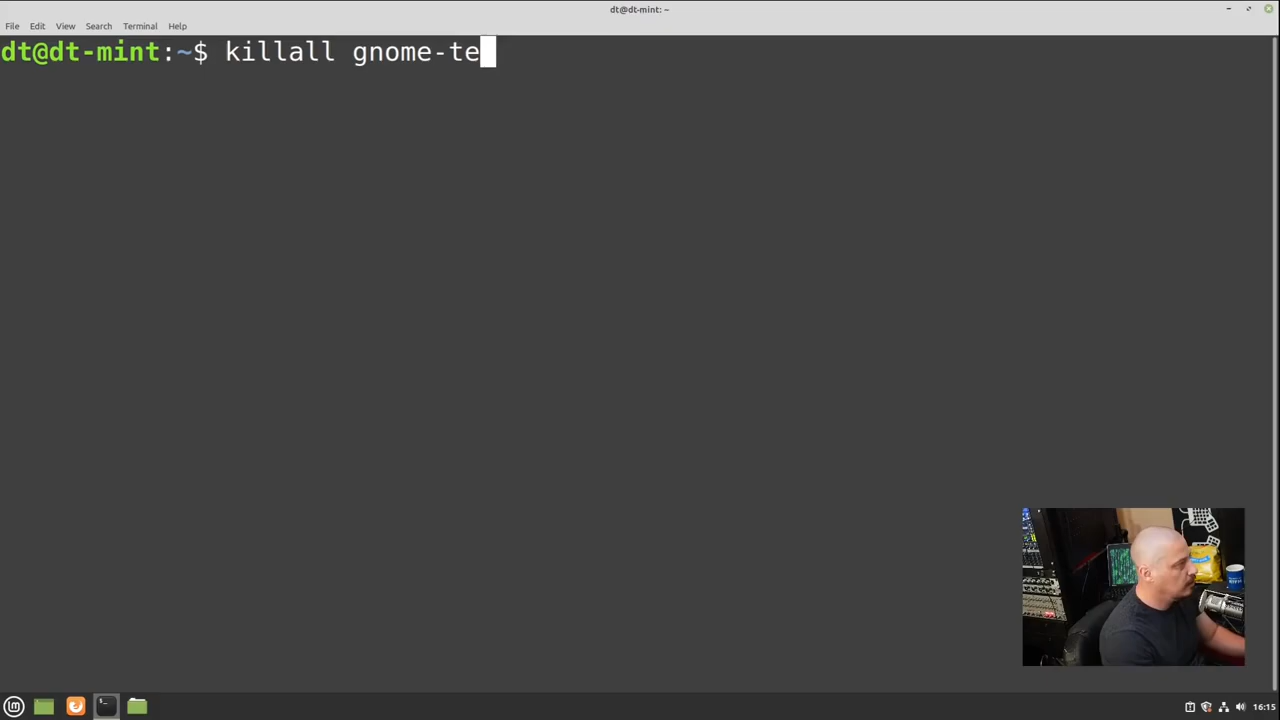 dt@dt-mint: ~
File Edit View Search Terminal Help
dt@dt-mint:~$ killall gnome-te
16:15